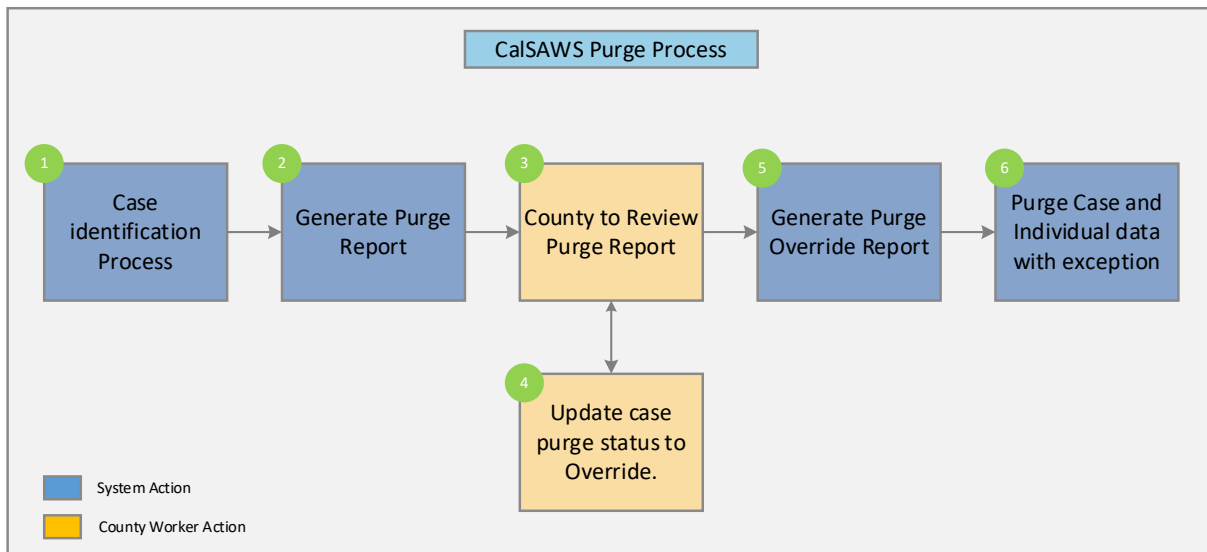 CalSAWS Purge Process
1
Case
identification
Process
2
Generate Purge
Report
3
County to Review
Purge Report
4
Update case
purge status to
Override.
5
Generate Purge
Override Report
6
Purge Case and
Individual data
with exception
System Action
County Worker Action